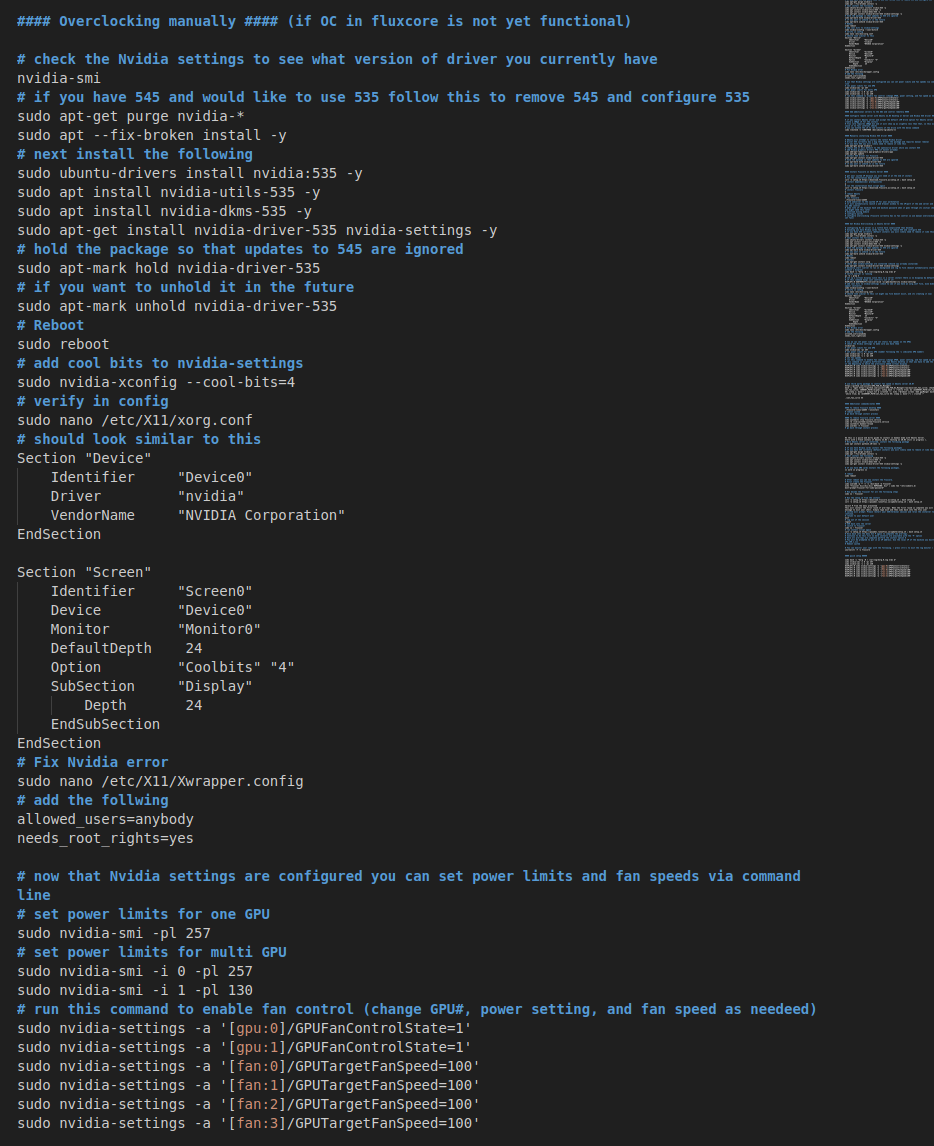 #### Overclocking manually #### (if OC in fluxcore is not yet functional)
# check the Nvidia settings to see what version of driver you currently have
nvidia-smi
# if you have 545 and would like to use 535 follow this to remove 545 and configure 535
sudo apt-get purge nvidia-*
sudo apt --fix-broken install -y
# next install the following
sudo ubuntu-drivers install nvidia:535 -y
sudo apt install nvidia-utils-535 -y
sudo apt install nvidia-dkms-535 -y
sudo apt-get install nvidia-driver-535 nvidia-settings -y
# hold the package so that updates to 545 are ignored
sudo apt-mark hold nvidia-driver-535
# if you want to unhold it in the future
sudo apt-mark unhold nvidia-driver-535
# Reboot
sudo reboot
# add cool bits to nvidia-settings
sudo nvidia-xconfig --cool-bits=4
# verify in config
sudo nano /etc/X11/xorg.conf
# should look similar to this
Section "Device"
    Identifier     "Device0"
    Driver         "nvidia"
    VendorName     "NVIDIA Corporation"
EndSection
Section "Screen"
    Identifier     "Screen0"
    Device         "Device0"
    Monitor        "Monitor0"
    DefaultDepth    24
    Option         "Coolbits" "4"
    SubSection     "Display"
        Depth       24
    EndSubSection
EndSection
# Fix Nvidia error
sudo nano /etc/X11/Xwrapper.config
# add the follwing
allowed_users=anybody
needs_root_rights=yes
# now that Nvidia settings are configured you can set power limits and fan speeds via command
line
# set power limits for one GPU
sudo nvidia-smi -pl 257
# set power limits for multi GPU
sudo nvidia-smi -i 0 -pl 257
sudo nvidia-smi -i 1 -pl 130
# run this command to enable fan control (change GPU#, power setting, and fan speed as needeed)
sudo nvidia-settings -a '[gpu:0]/GPUFanControlState=1'
sudo nvidia-settings -a '[gpu:1]/GPUFanControlState=1'
sudo nvidia-settings -a '[fan:0]/GPUTargetFanSpeed=100'
sudo nvidia-settings -a '[fan:1]/GPUTargetFanSpeed=100'
sudo nvidia-settings -a '[fan:2]/GPUTargetFanSpeed=100'
sudo nvidia-settings -a '[fan:3]/GPUTargetFanSpeed=100'